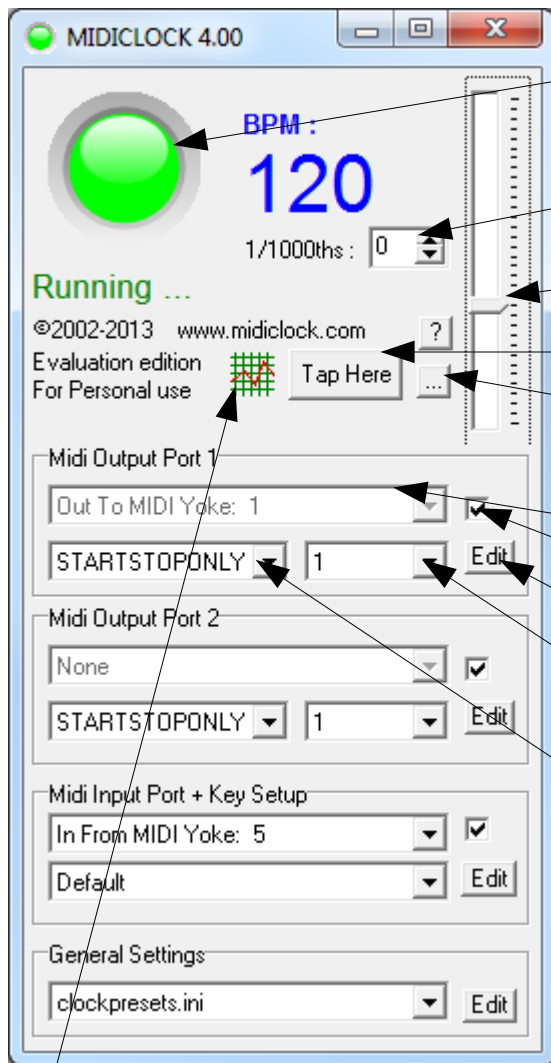 MIDICLOCK 4.00
BPM :
120
1/1000ths : 0
Running ...
©2002-2013 www.midiclock.com ?
Evaluation edition
For Personal use
Tap Here ...
Midi Output Port 1
Out To MIDI Yoke: 1
STARTSTOPONLY 1 Edit
Midi Output Port 2
None
STARTSTOPONLY 1 Edit
Midi Input Port + Key Setup
In From MIDI Yoke: 5
Default Edit
General Settings
clockpresets.ini Edit